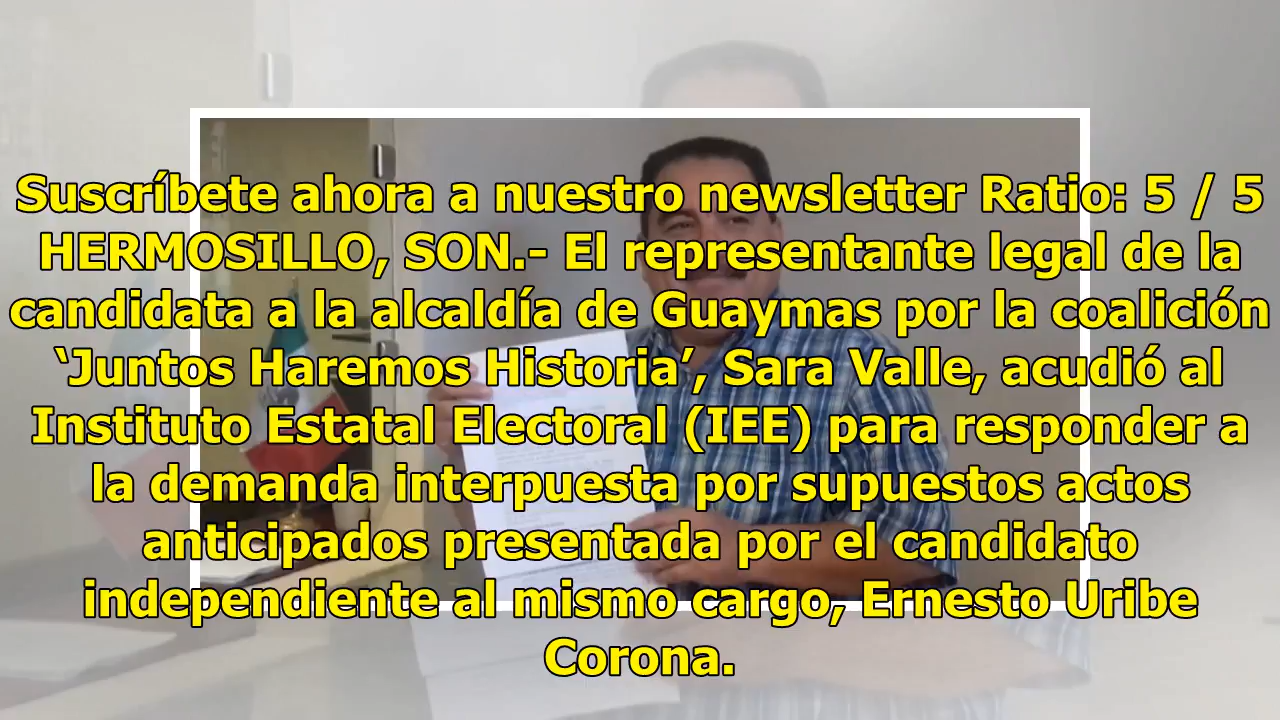 Suscríbete ahora a nuestro newsletter Ratio: 5 / 5
HERMOSILLO, SON.- El representante legal de la
candidata a la alcaldía de Guaymas por la coalición
‘Juntos Haremos Historia’, Sara Valle, acudió al
Instituto Estatal Electoral (IEE) para responder a
la demanda interpuesta por supuestos actos
anticipados presentada por el candidato
independiente al mismo cargo, Ernesto Uribe
Corona.